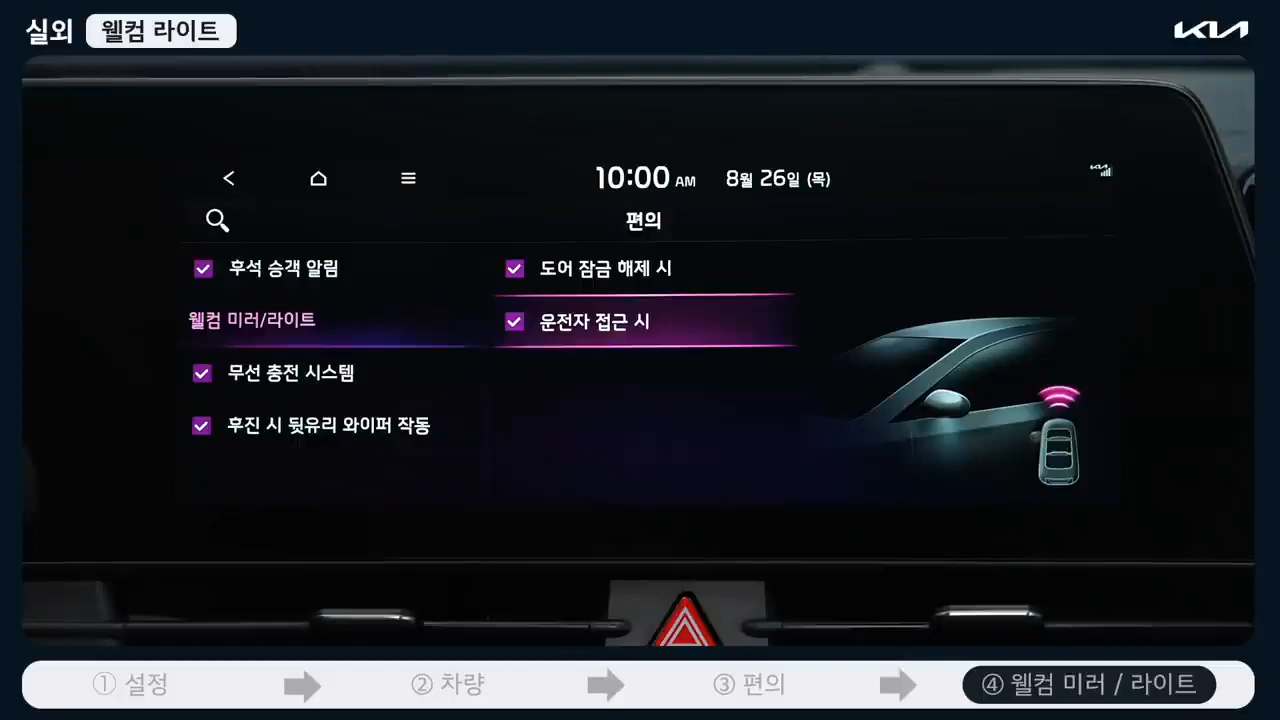 실외 웰컴 라이트
KIA
10:00 AM 8월 26일 (목)
편의
후석 승객 알림
도어 잠금 해제 시
웰컴 미러/라이트
운전자 접근 시
무선 충전 시스템
후진 시 뒷유리 와이퍼 작동
① 설정
② 차량
③ 편의
④ 웰컴 미러 / 라이트